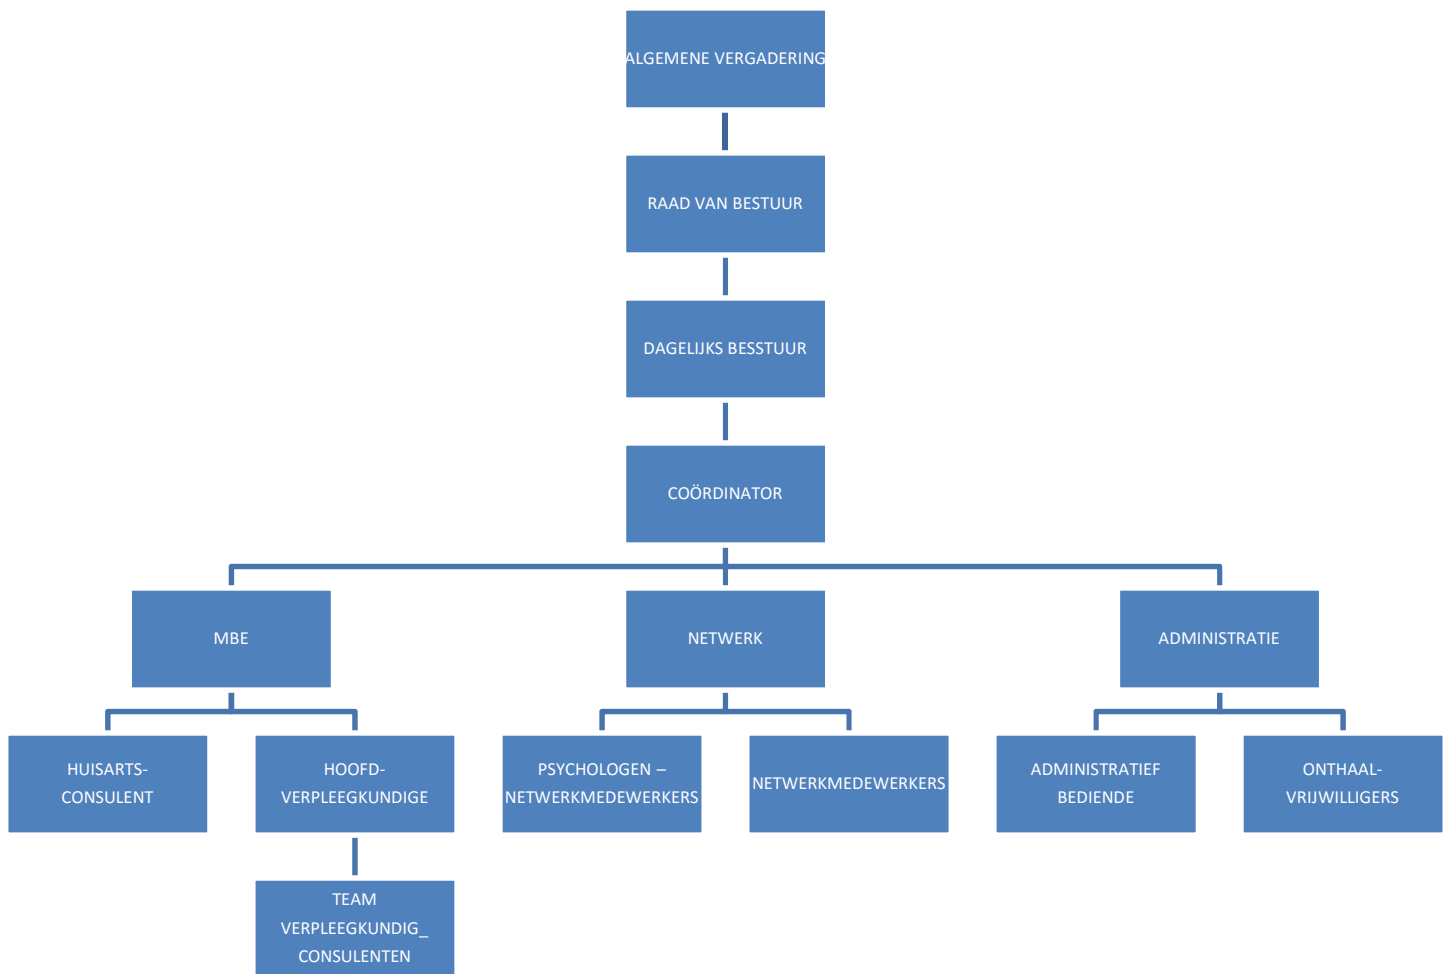 ALGEMENE VERGADERING
RAAD VAN BESTUUR
DAGELIJKS BESSTUUR
COÖRDINATOR
MBE
NETWERK
ADMINISTRATIE
HUISARTS-
CONSULENT
HOOFD-
VERPLEEGKUNDIGE
PSYCHOLOGEN –
NETWERKMEDEWERKERS
NETWERKMEDEWERKERS
ADMINISTRATIEF
BEDIENDE
ONTHAAL-
VRIJWILLIGERS
TEAM
VERPLEEGKUNDIG_
CONSULENTEN